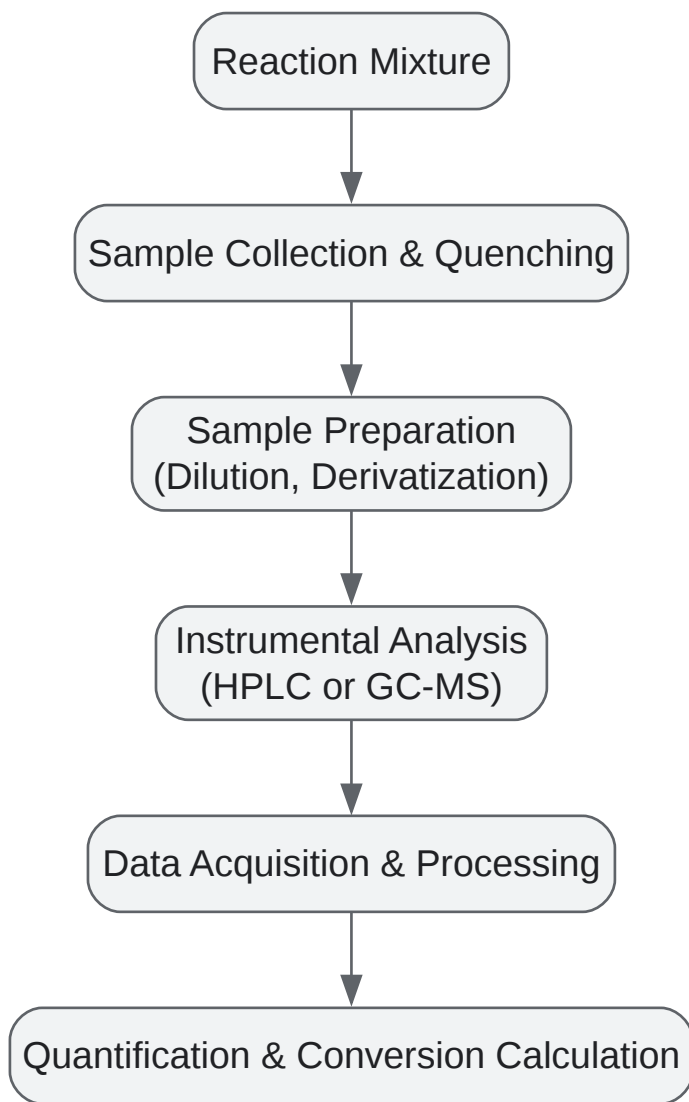 Reaction Mixture
Sample Collection & Quenching
Sample Preparation
(Dilution, Derivatization)
Instrumental Analysis
(HPLC or GC-MS)
Data Acquisition & Processing
Quantification & Conversion Calculation